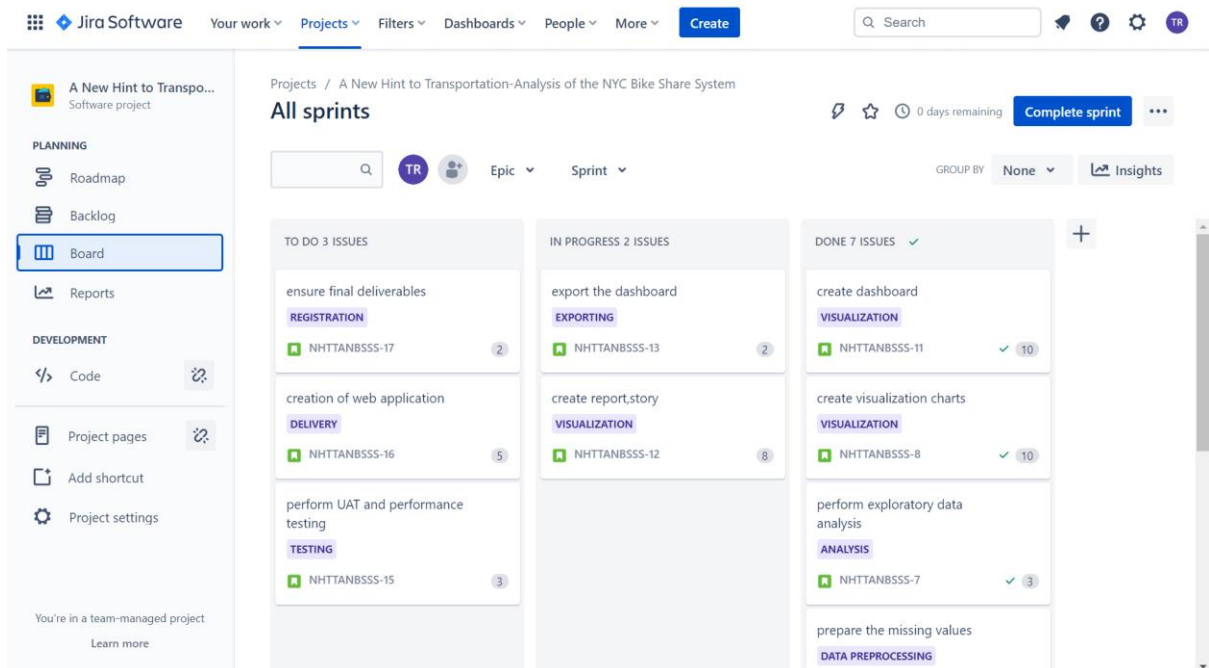 Jira Software Your work Projects Filters Dashboards People More Create Search TR
A New Hint to Transpo...
Software project
PLANNING
Roadmap
Backlog
Board
Reports
DEVELOPMENT
Code
Project pages
Add shortcut
Project settings
You're in a team-managed project
Learn more
Projects / A New Hint to Transportation-Analysis of the NYC Bike Share System
All sprints
0 days remaining Complete sprint
TR Epic Sprint GROUP BY None Insights
TO DO 3 ISSUES
ensure final deliverables
REGISTRATION
NHTTANBSSS-17 2
creation of web application
DELIVERY
NHTTANBSSS-16 5
perform UAT and performance
testing
TESTING
NHTTANBSSS-15 3
IN PROGRESS 2 ISSUES
export the dashboard
EXPORTING
NHTTANBSSS-13 2
create report,story
VISUALIZATION
NHTTANBSSS-12 8
DONE 7 ISSUES
create dashboard
VISUALIZATION
NHTTANBSSS-11 10
create visualization charts
VISUALIZATION
NHTTANBSSS-8 10
perform exploratory data
analysis
ANALYSIS
NHTTANBSSS-7 3
prepare the missing values
DATA PREPROCESSING